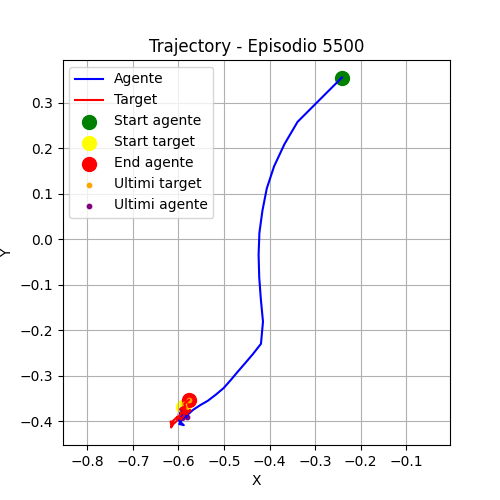 Trajectory - Episodio 5500
Agente
Target
Start agente
Start target
End agente
Ultimi target
Ultimi agente
0.3
0.2
0.1
0.0
−0.1
−0.2
−0.3
−0.4
Y
−0.8 −0.7 −0.6 −0.5 −0.4 −0.3 −0.2 −0.1
X